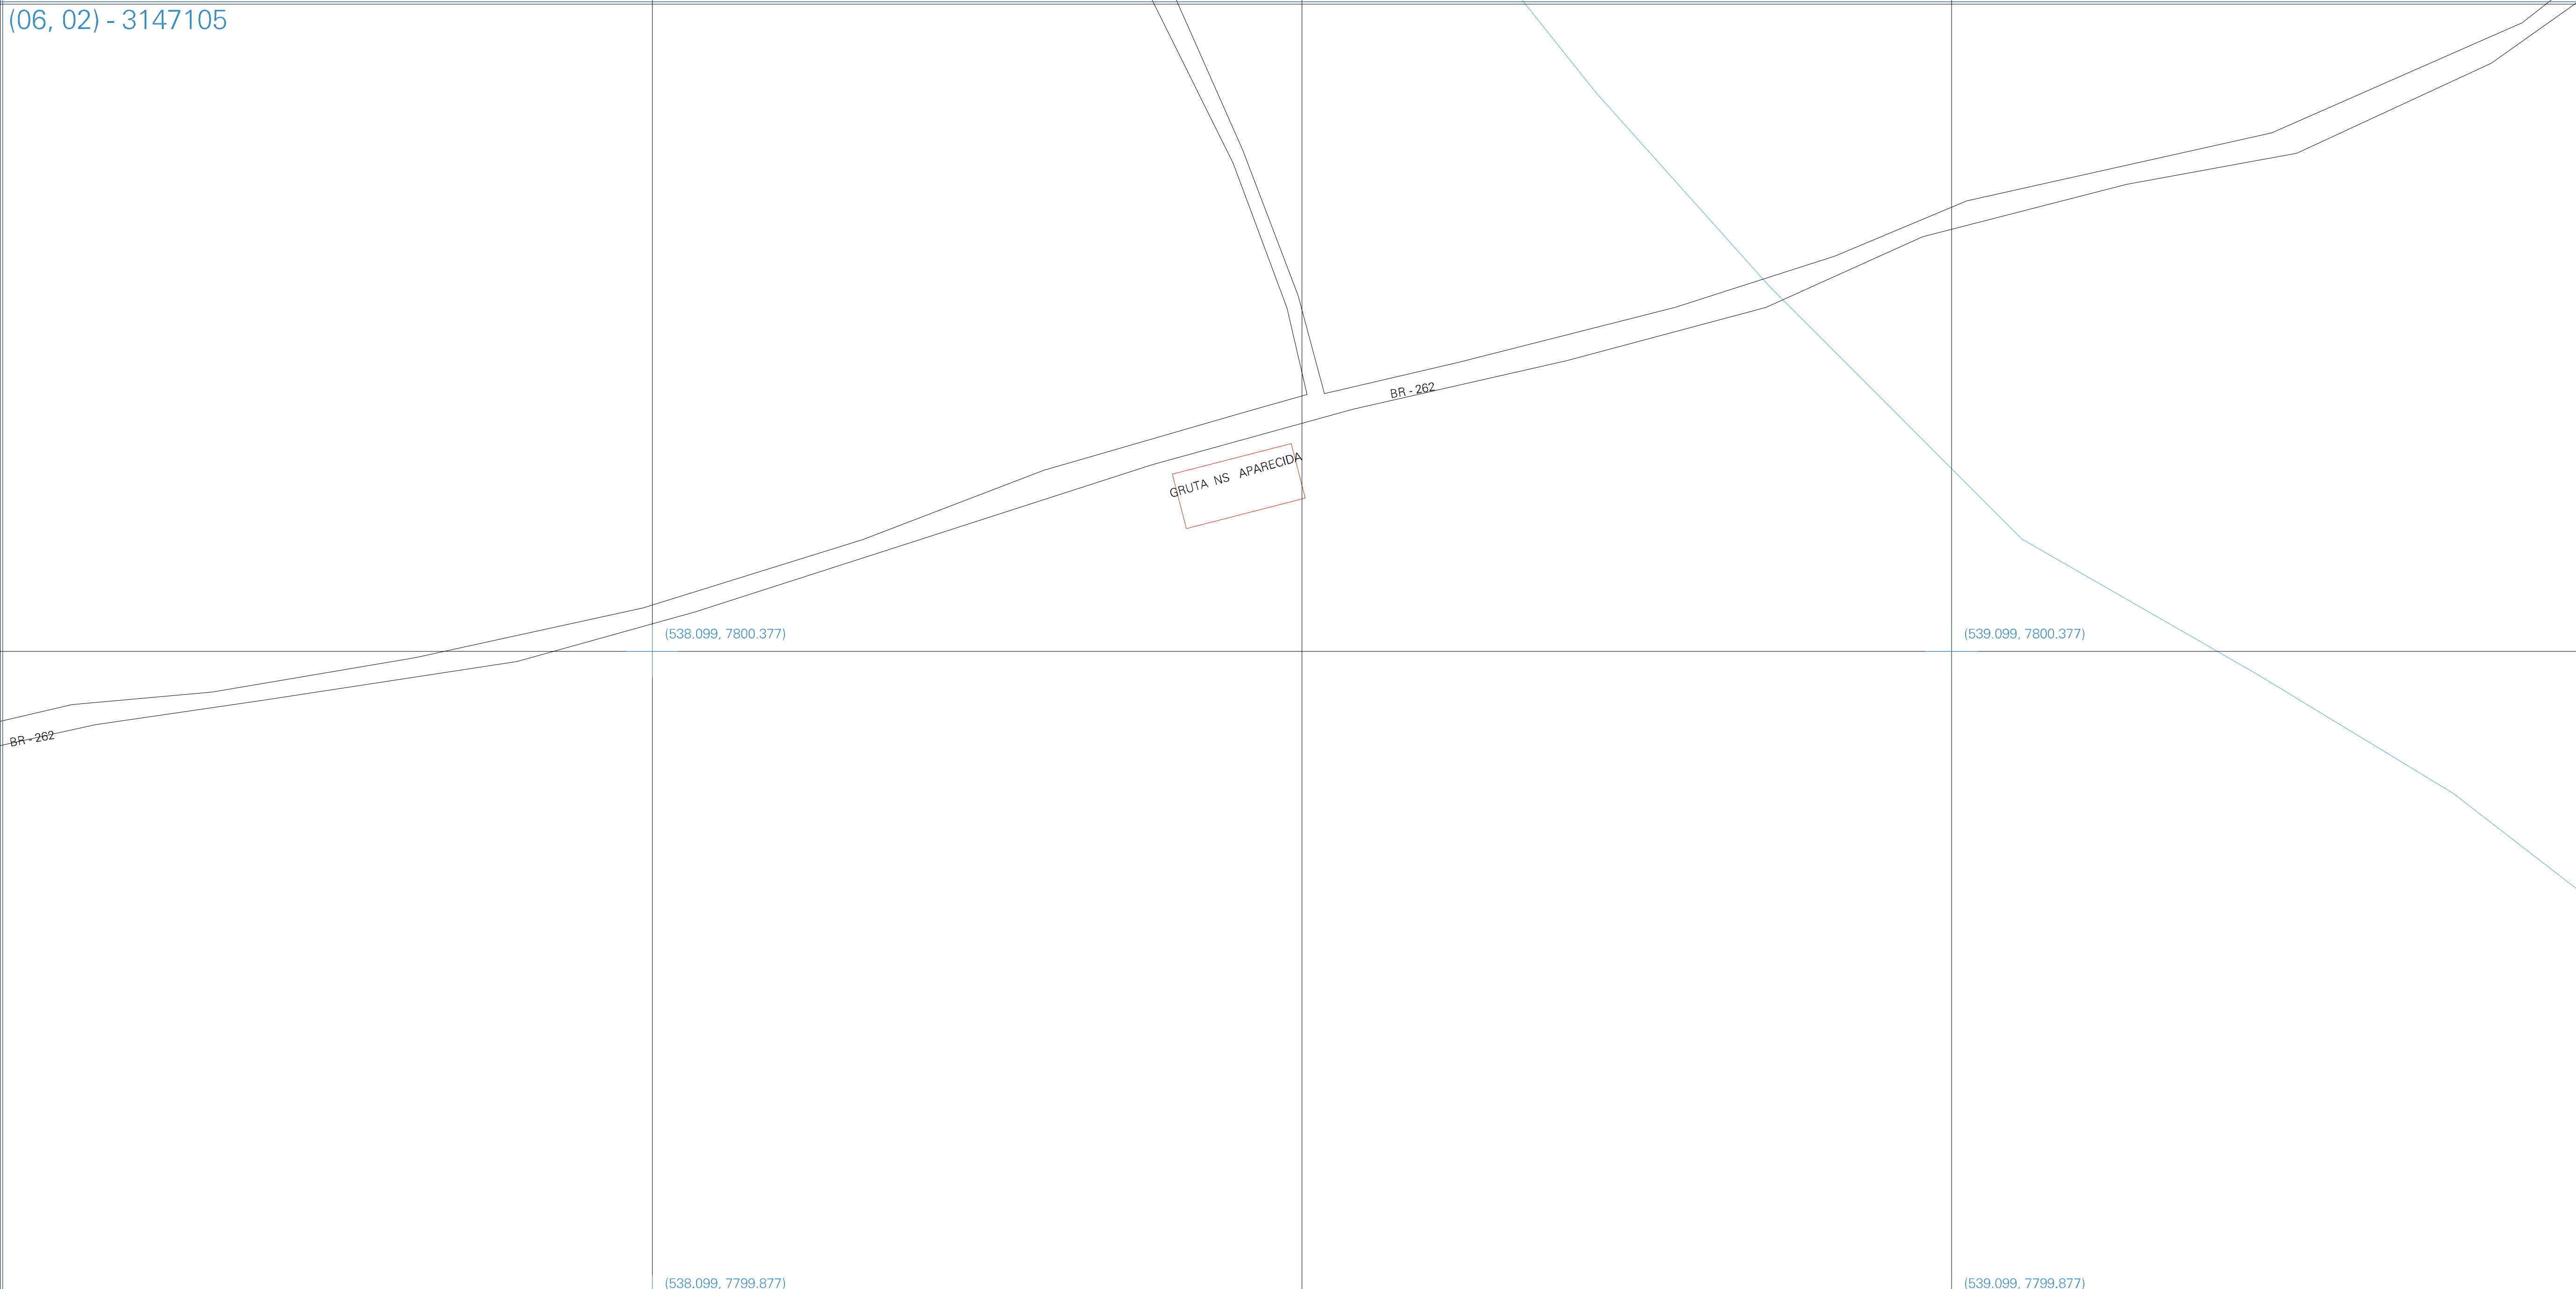 (06, 02) - 3147105
BR - 262
GRUTA NS APARECIDA
(538.099, 7800.377)
(539.099, 7800.377)
BR - 262
(538.099, 7799.877)
(539.099, 7799.877)